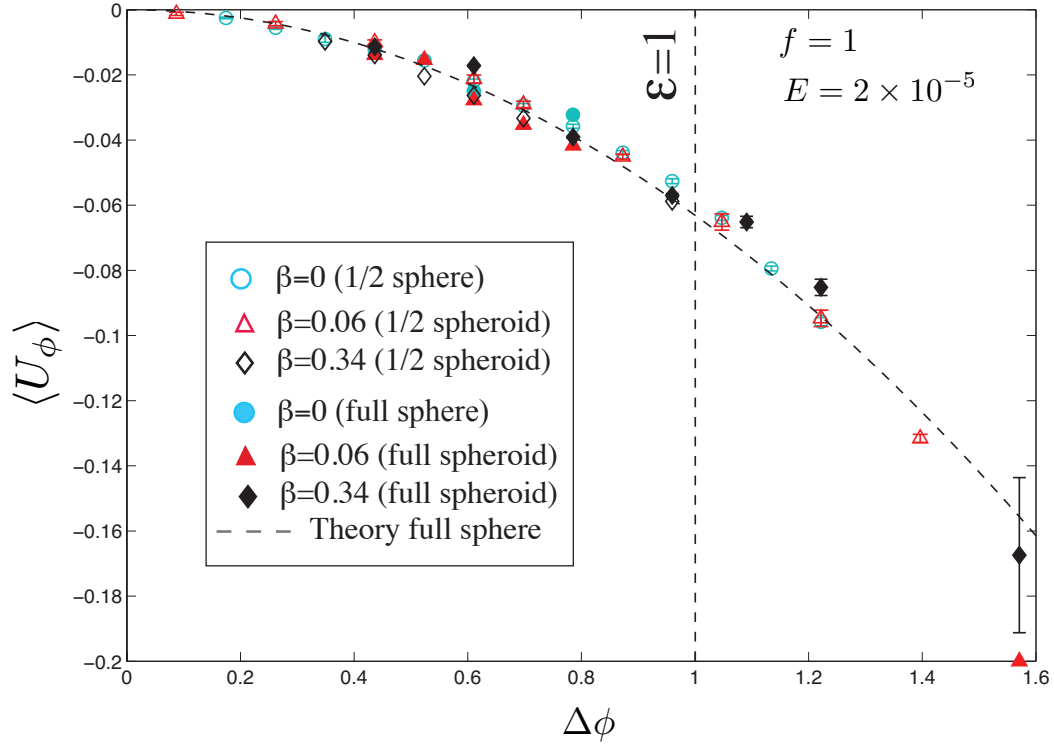 0
−0.02
−0.04
−0.06
−0.08
−0.1
−0.12
−0.14
−0.16
−0.18
−0.2
⟨U_ϕ⟩
ε=1
f = 1
E = 2 × 10⁻⁵
β=0 (1/2 sphere)
β=0.06 (1/2 spheroid)
β=0.34 (1/2 spheroid)
β=0 (full sphere)
β=0.06 (full spheroid)
β=0.34 (full spheroid)
Theory full sphere
0 0.2 0.4 0.6 0.8 1 1.2 1.4 1.6
Δϕ